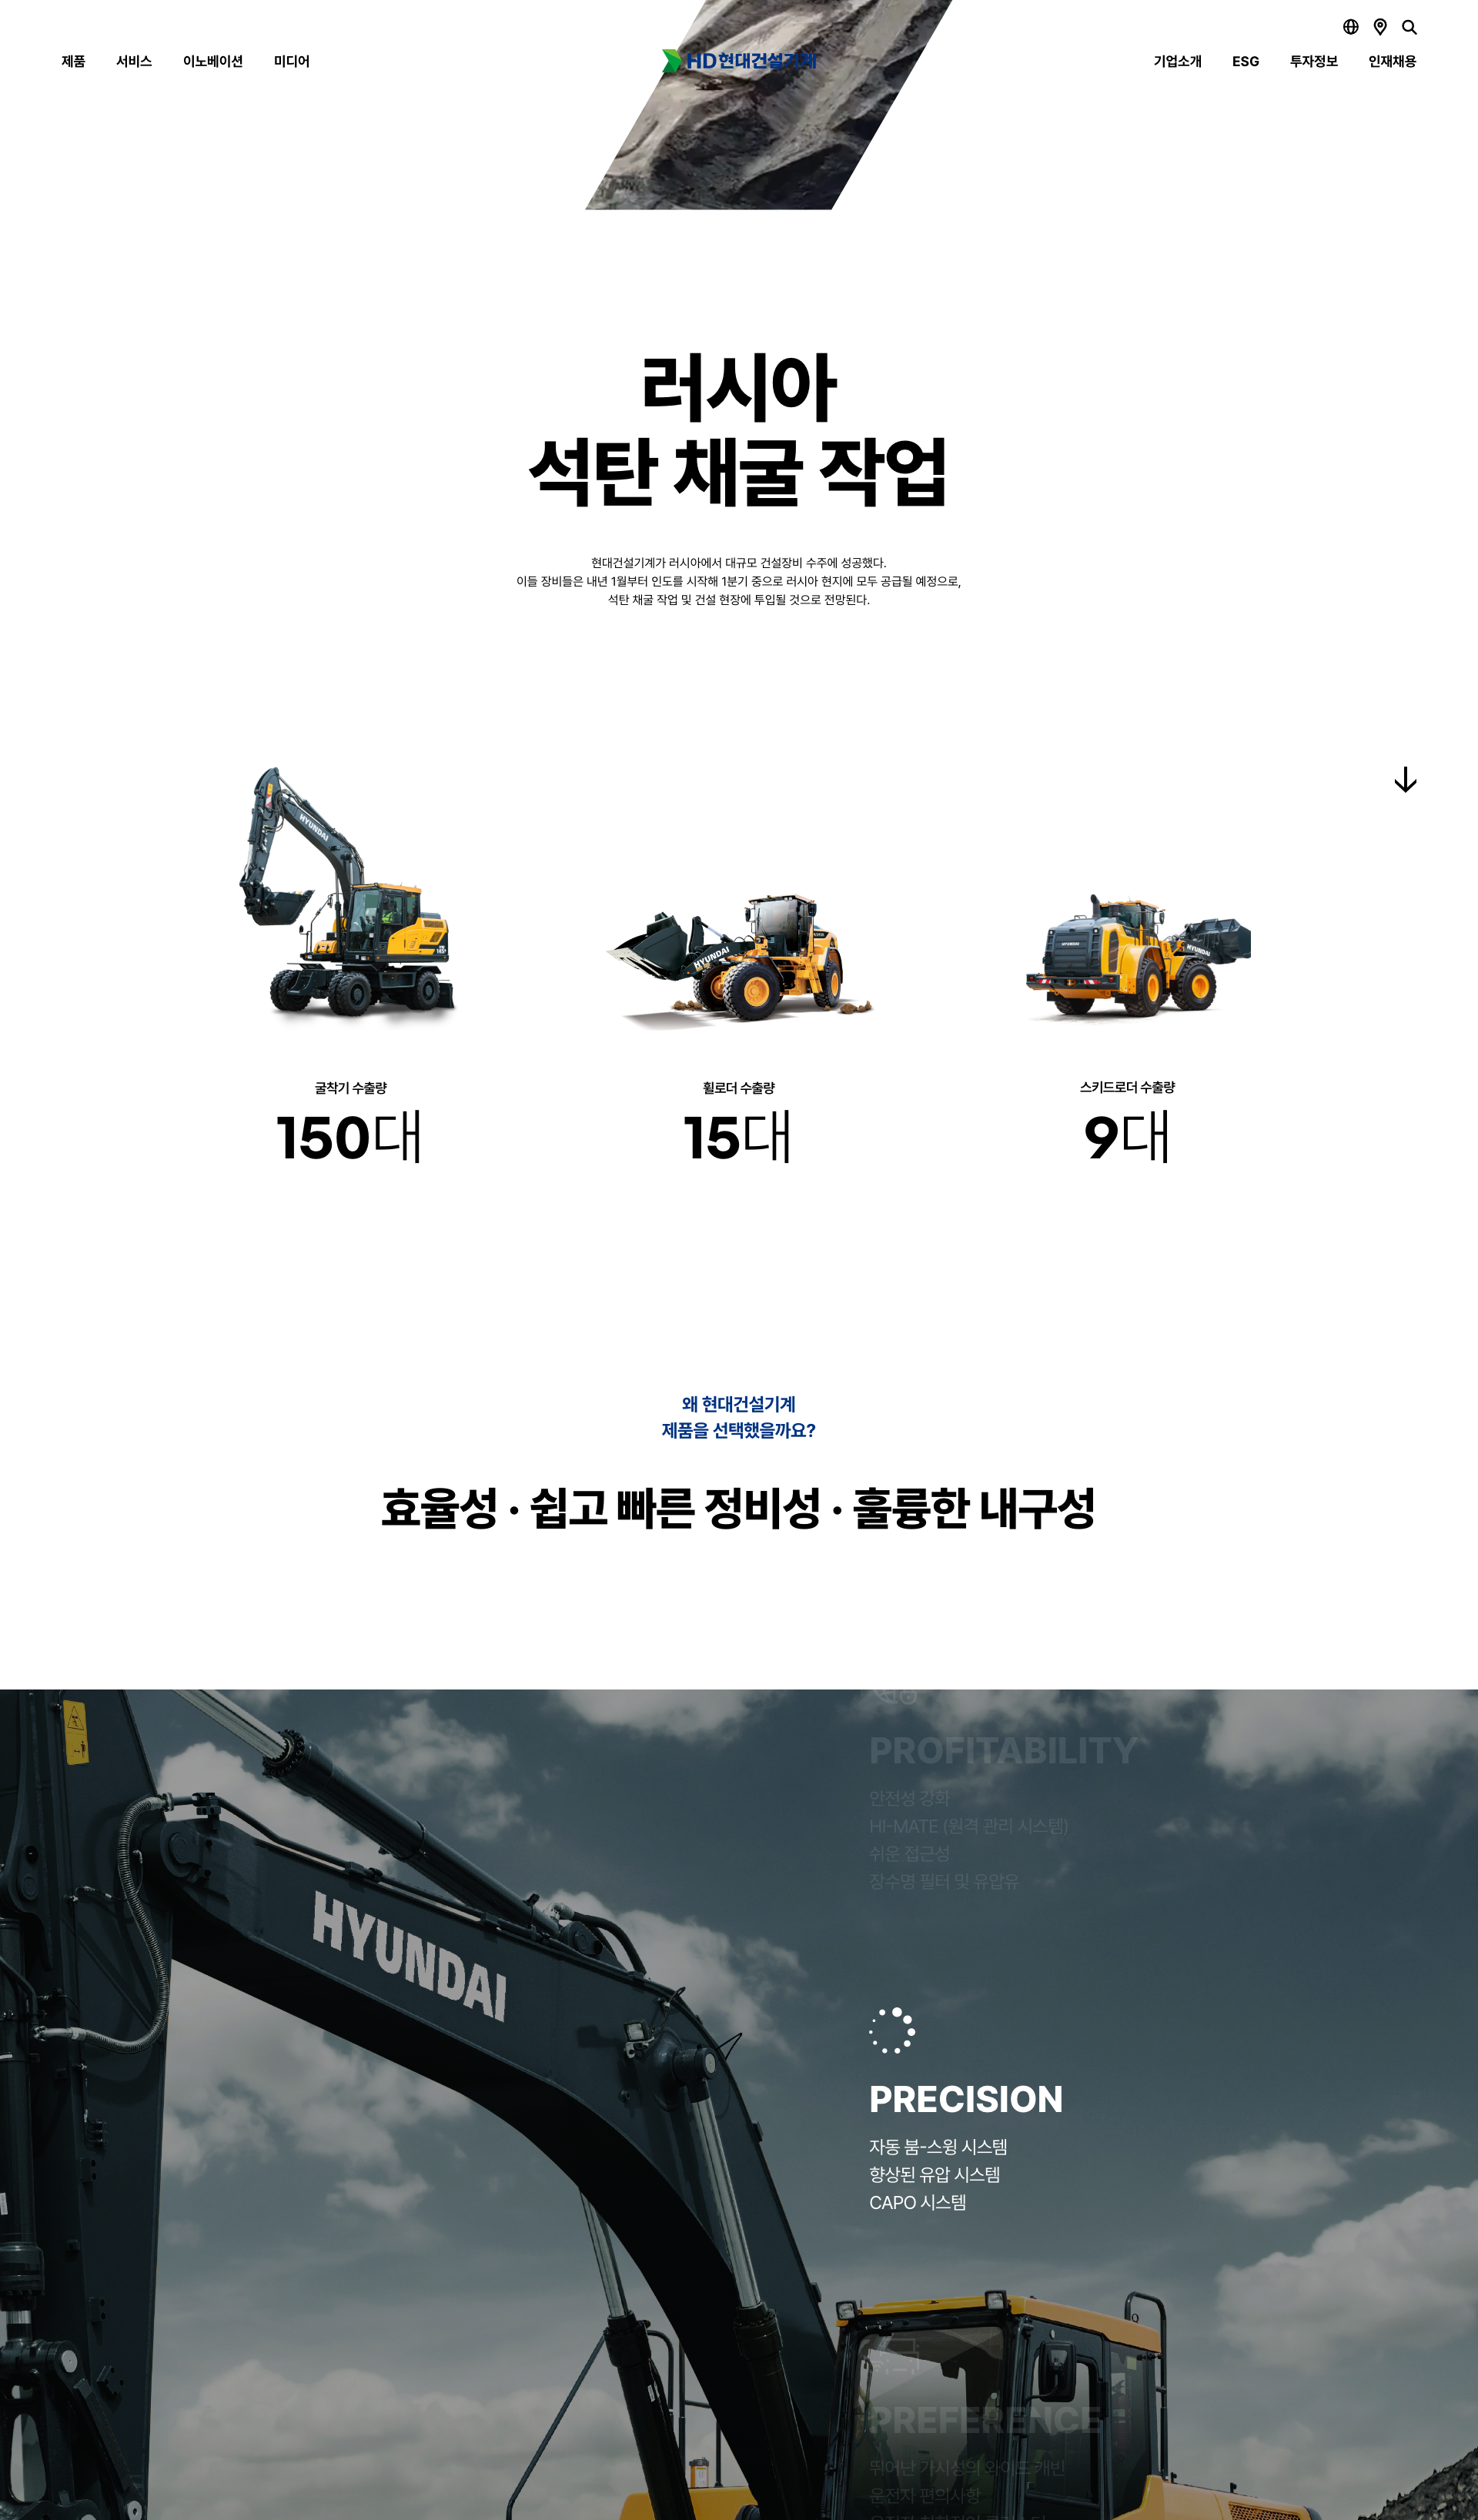 제품 서비스 이노베이션 미디어
HD현대건설기계
기업소개 ESG 투자정보 인재채용
러시아
석탄 채굴 작업
현대건설기계가 러시아에서 대규모 건설장비 수주에 성공했다.
이들 장비들은 내년 1월부터 인도를 시작해 1분기 중으로 러시아 현지에 모두 공급될 예정으로,
석탄 채굴 작업 및 건설 현장에 투입될 것으로 전망된다.
HYUNDAI
HYUNDAI
HYUNDAI
HYUNDAI
굴착기 수출량
150대
휠로더 수출량
15대
스키드로더 수출량
9대
왜 현대건설기계
제품을 선택했을까요?
효율성 · 쉽고 빠른 정비성 · 훌륭한 내구성
PROFITABILITY
안전성 강화
HI-MATE (원격 관리 시스템)
쉬운 접근성
장수명 필터 및 유압유
HYUNDAI
PRECISION
자동 붐-스윙 시스템
향상된 유압 시스템
CAPO 시스템
PREFERENCE
뛰어난 가시성의 와이드 캐빈
운전자 편의사항